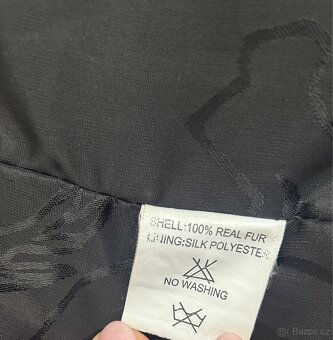 SHELL:100% REAL FUR
LINING:SILK POLYESTER
NO WASHING
Bazos.cz